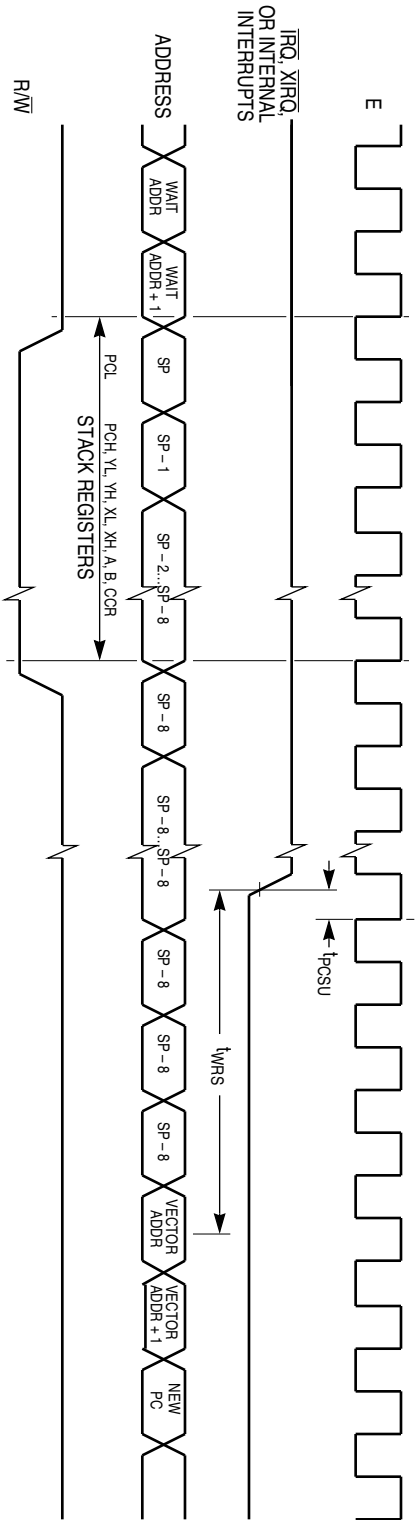 E
IRQ, XIRQ,
OR INTERNAL
INTERRUPTS
tPCSU
tWRS
ADDRESS
WAIT
ADDR
WAIT
ADDR + 1
SP
SP – 1
SP – 2...SP – 8
SP – 8
SP – 8...SP – 8
SP – 8
SP – 8
SP – 8
VECTOR
ADDR
VECTOR
ADDR + 1
NEW
PC
PCL
PCH, YL, YH, XL, XH, A, B, CCR
STACK REGISTERS
R/W